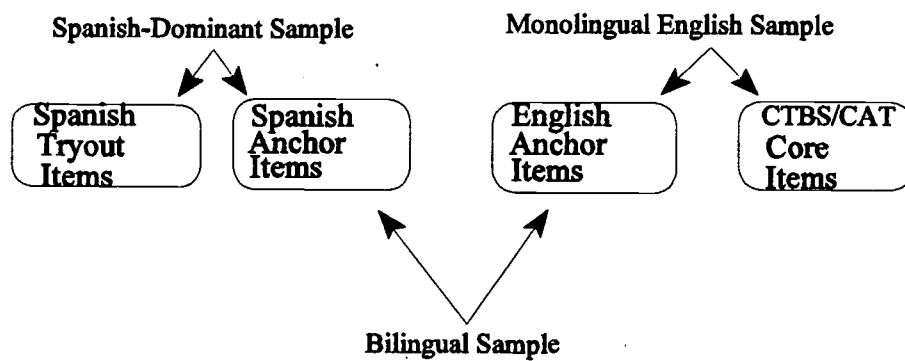 Spanish-Dominant Sample
Monolingual English Sample
Spanish
Tryout
Items
Spanish
Anchor
Items
English
Anchor
Items
CTBS/CAT
Core
Items
Bilingual Sample